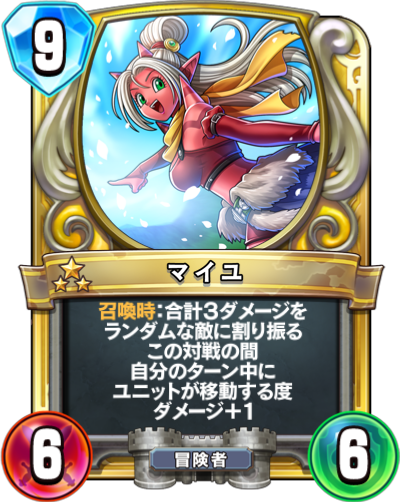 9
マイユ
召喚時:合計3ダメージを
ランダムな敵に割り振る
この対戦の間
自分のターン中に
ユニットが移動する度
ダメージ+1
6
冒険者
6